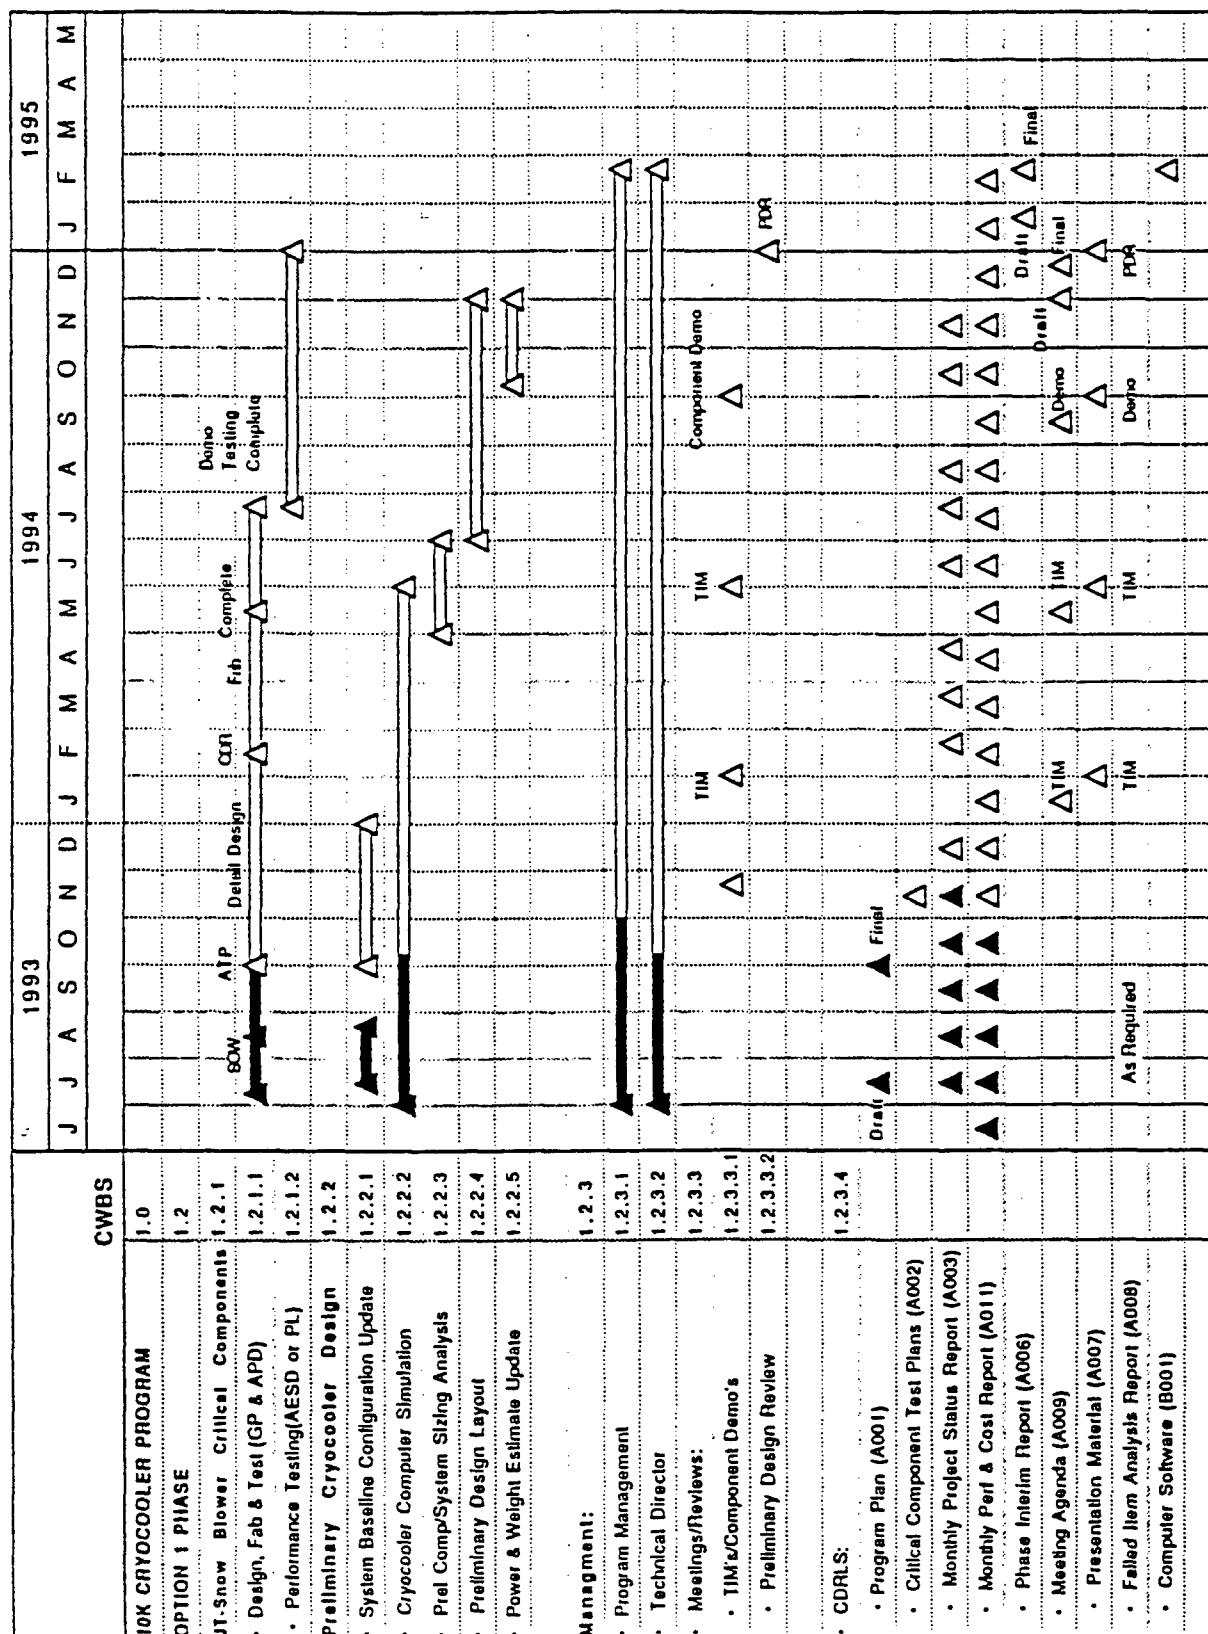 1993 1994 1995
CWBS J J A S O N D J F M A M J J A S O N D J F M A M
10K CRYOCOOLER PROGRAM 1.0
OPTION 1 PHASE 1.2
JT-Snow Blower Critical Components 1.2.1
SOW ATP Detail Design CDR Fab Complete Demo Testing Complete
• Design, Fab & Test (GP & APD) 1.2.1.1
• Performance Testing(AESD or PL) 1.2.1.2
Preliminary Cryocooler Design 1.2.2
• System Baseline Configuration Update 1.2.2.1
• Cryocooler Computer Simulation 1.2.2.2
• Prel Comp/System Sizing Analysis 1.2.2.3
• Preliminary Design Layout 1.2.2.4
• Power & Weight Estimate Update 1.2.2.5
Managment: 1.2.3
• Program Management 1.2.3.1
• Technical Director 1.2.3.2
• Meetings/Reviews: 1.2.3.3
TIM TIM Component Demo
• TIM's/Component Demo's 1.2.3.3.1
• Preliminary Design Review 1.2.3.3.2 PDR
• CDRLS: 1.2.3.4
• Program Plan (A001) Draft Final
• Critical Component Test Plans (A002)
• Monthly Project Status Report (A003)
• Monthly Perf & Cost Report (A011)
• Phase Interim Report (A006) Draft Final
• Meeting Agenda (A009) TIM TIM Demo Draft Final
• Presentation Material (A007) TIM TIM Demo PDR
• Failed Item Analysis Report (A008) As Required
• Computer Software (B001)